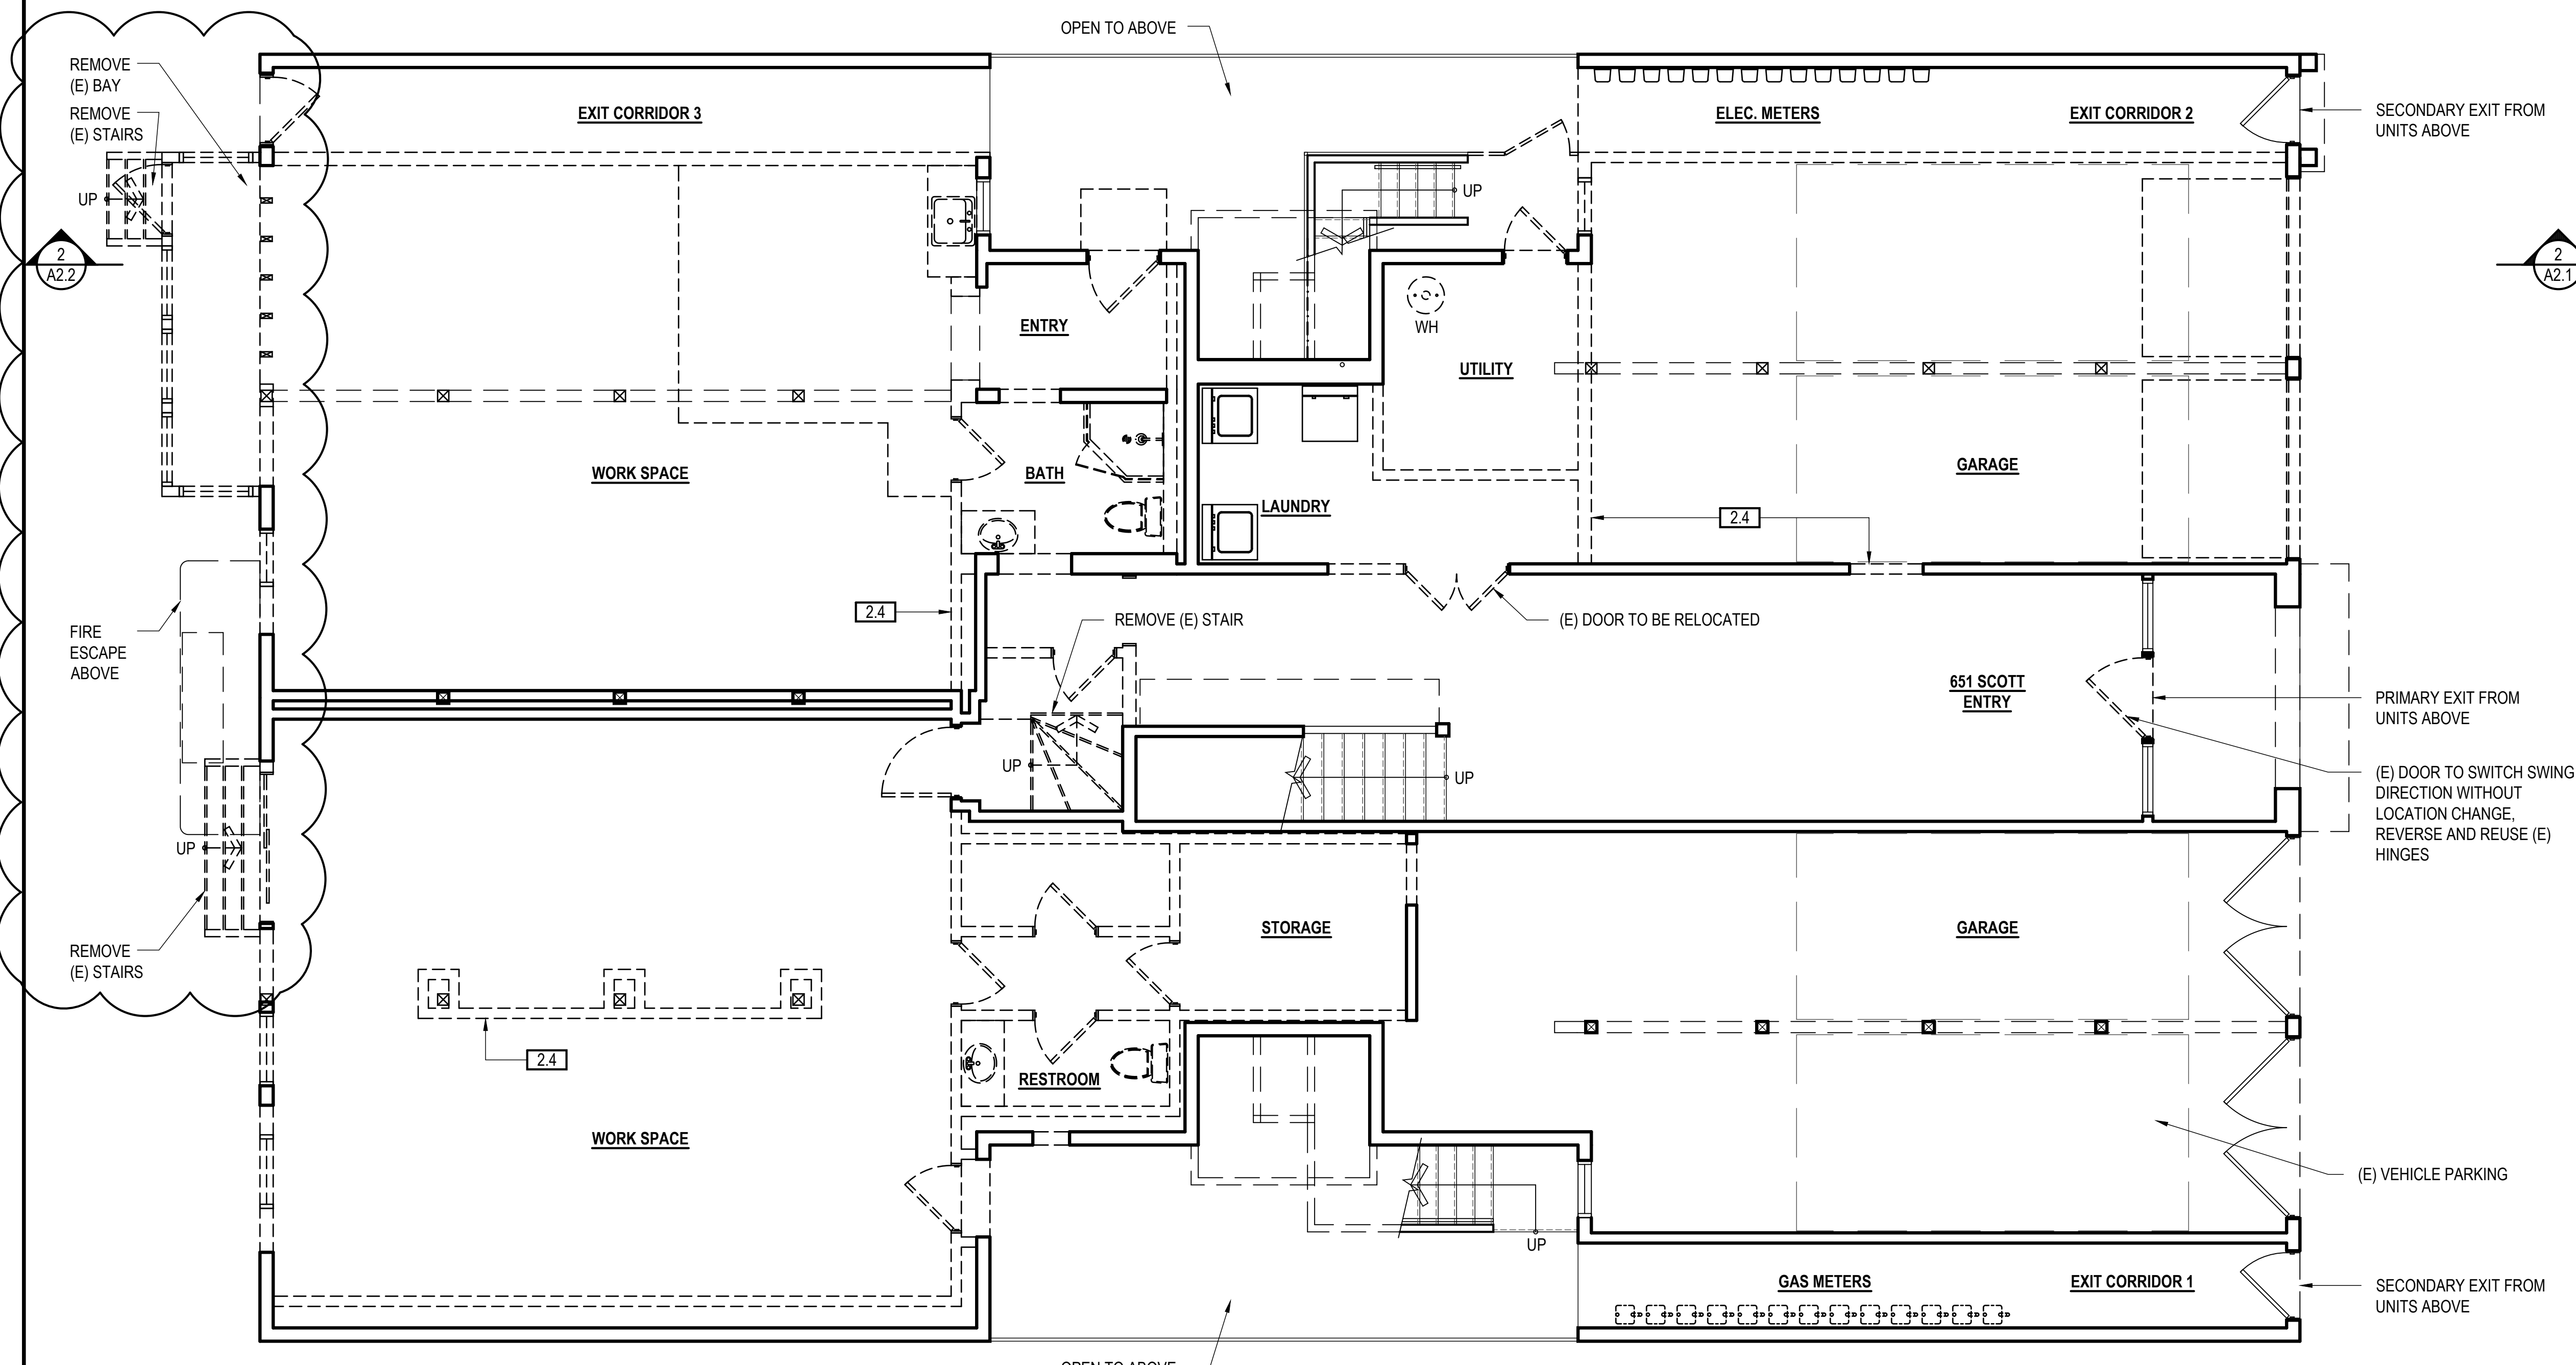 OPEN TO ABOVE
REMOVE
(E) BAY
REMOVE
(E) STAIRS
EXIT CORRIDOR 3
ELEC. METERS
EXIT CORRIDOR 2
SECONDARY EXIT FROM
UNITS ABOVE
UP
UP
2
A2.2
2
A2.1
ENTRY
WH
UTILITY
WORK SPACE
BATH
LAUNDRY
GARAGE
2.4
2.4
FIRE
ESCAPE
ABOVE
REMOVE (E) STAIR
(E) DOOR TO BE RELOCATED
651 SCOTT
ENTRY
PRIMARY EXIT FROM
UNITS ABOVE
UP
UP
(E) DOOR TO SWITCH SWING
DIRECTION WITHOUT
LOCATION CHANGE,
REVERSE AND REUSE (E)
HINGES
UP
REMOVE
(E) STAIRS
STORAGE
GARAGE
2.4
RESTROOM
WORK SPACE
(E) VEHICLE PARKING
UP
GAS METERS
EXIT CORRIDOR 1
SECONDARY EXIT FROM
UNITS ABOVE
OPEN TO ABOVE